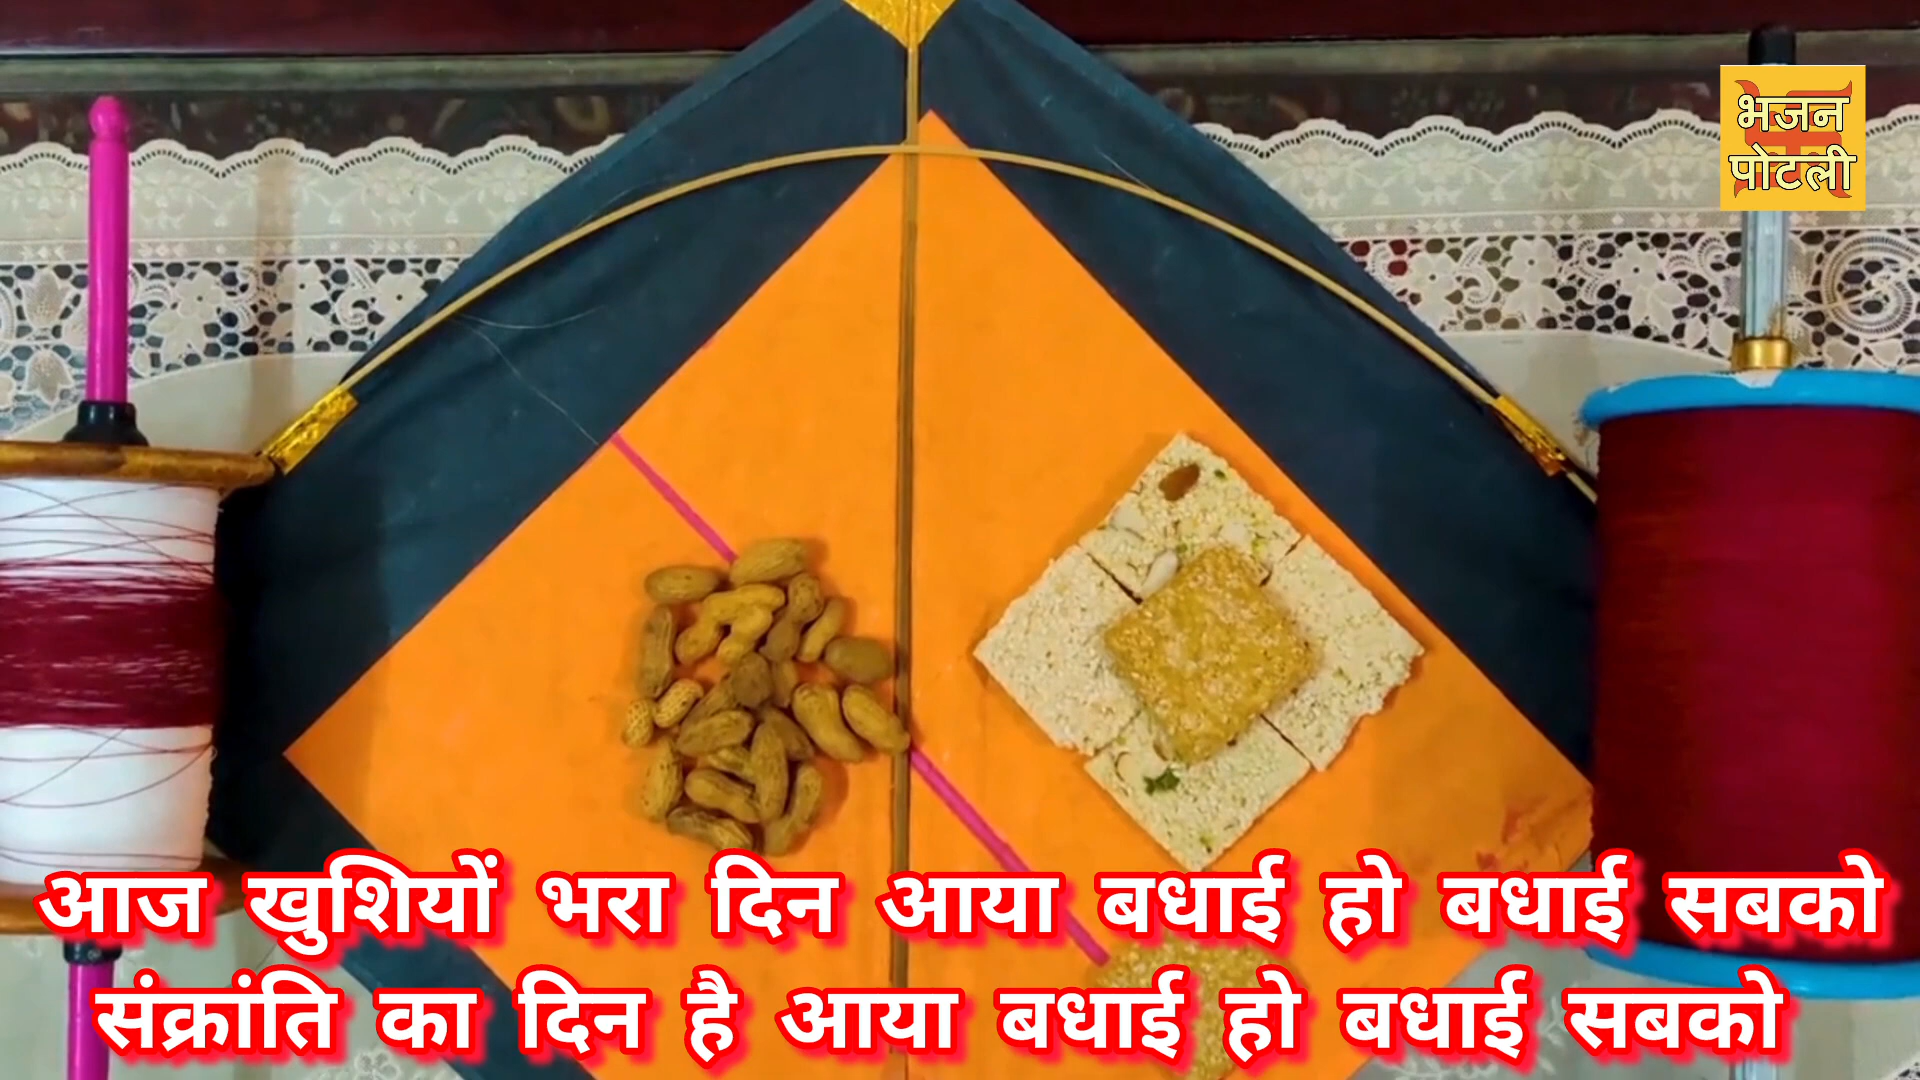 भजन
पोटली
आज खुशियों भरा दिन आया बधाई हो बधाई सबको
संक्रांति का दिन है आया बधाई हो बधाई सबको